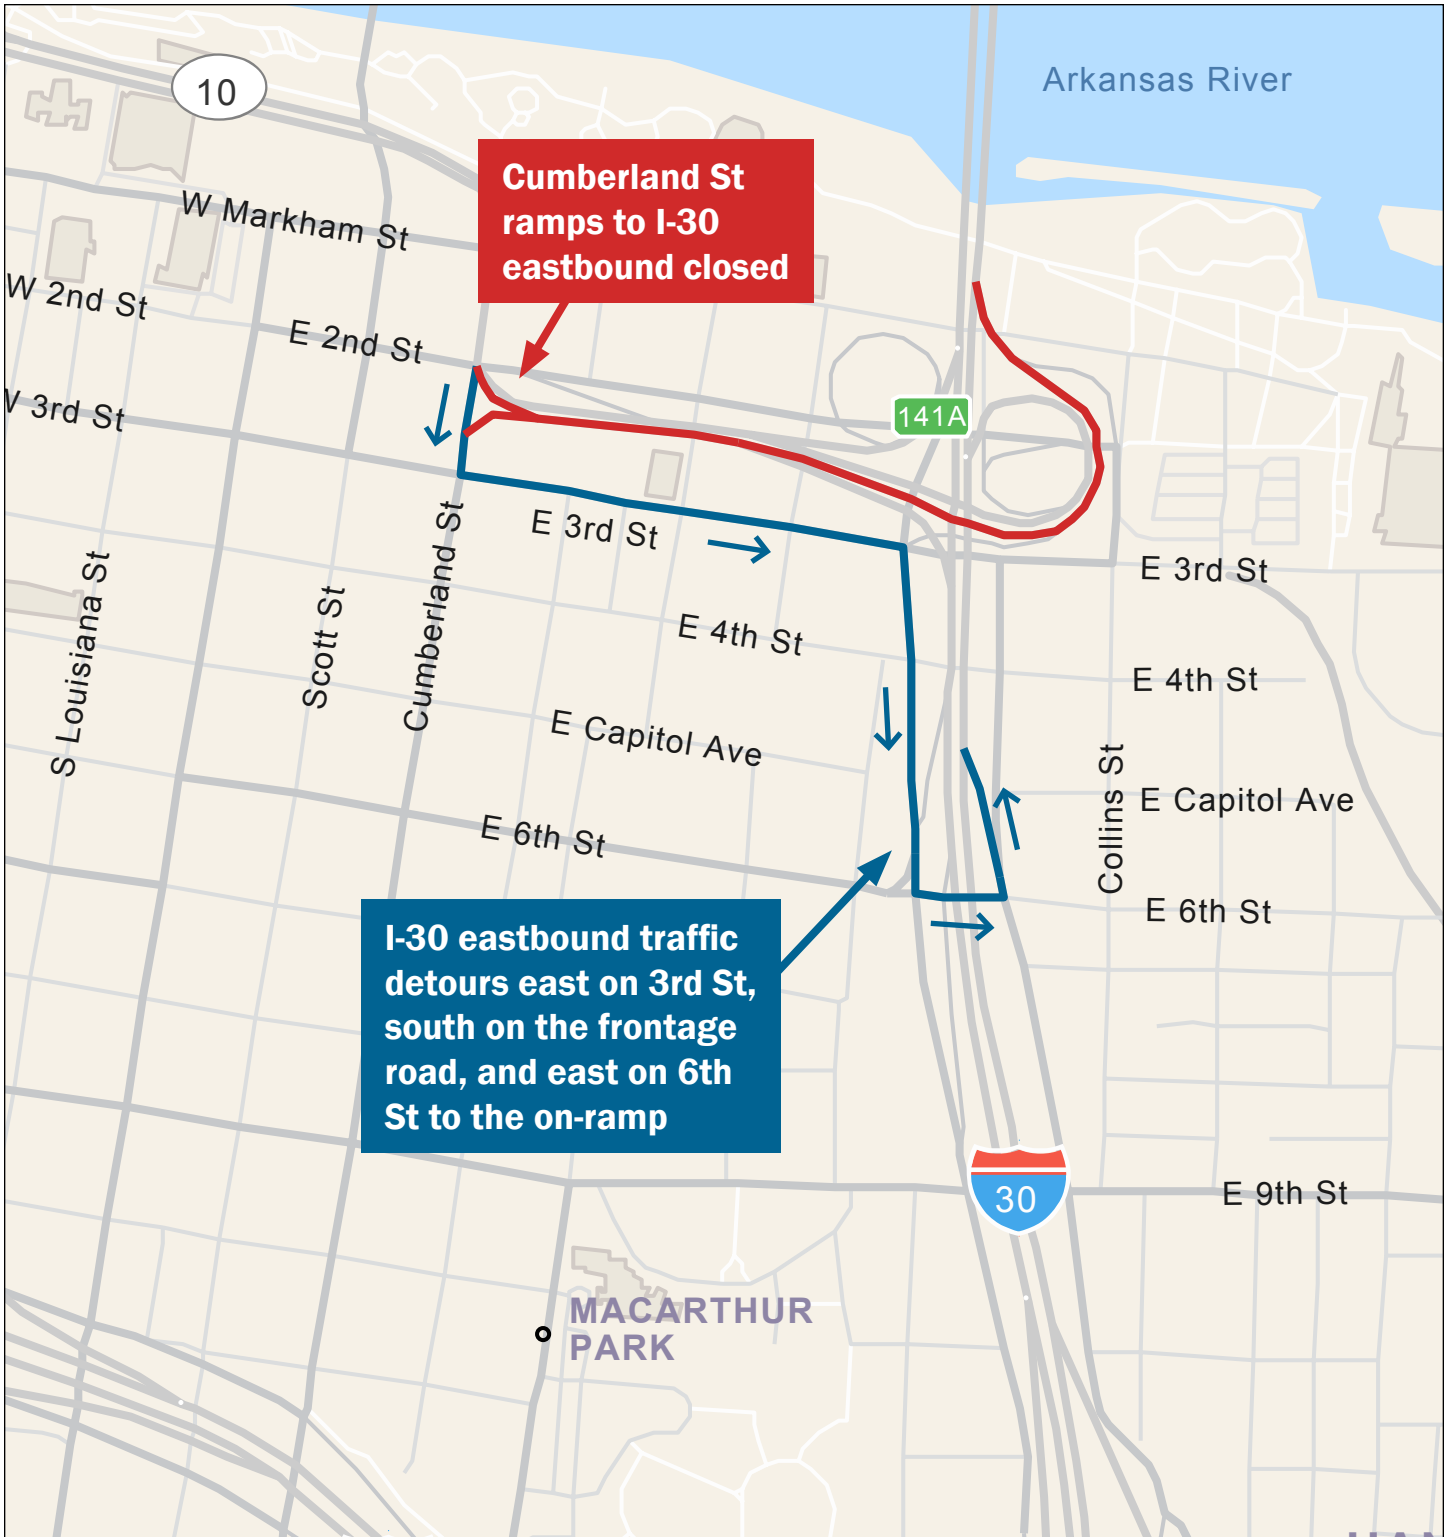 Arkansas River
10
Cumberland St
ramps to I-30
eastbound closed
W Markham St
W 2nd St
E 2nd St
W 3rd St
141A
E 3rd St
E 3rd St
Cumberland St
Scott St
S Louisiana St
E 4th St
E 4th St
E Capitol Ave
E Capitol Ave
Collins St
E 6th St
E 6th St
I-30 eastbound traffic
detours east on 3rd St,
south on the frontage
road, and east on 6th
St to the on-ramp
30
E 9th St
MACARTHUR
PARK